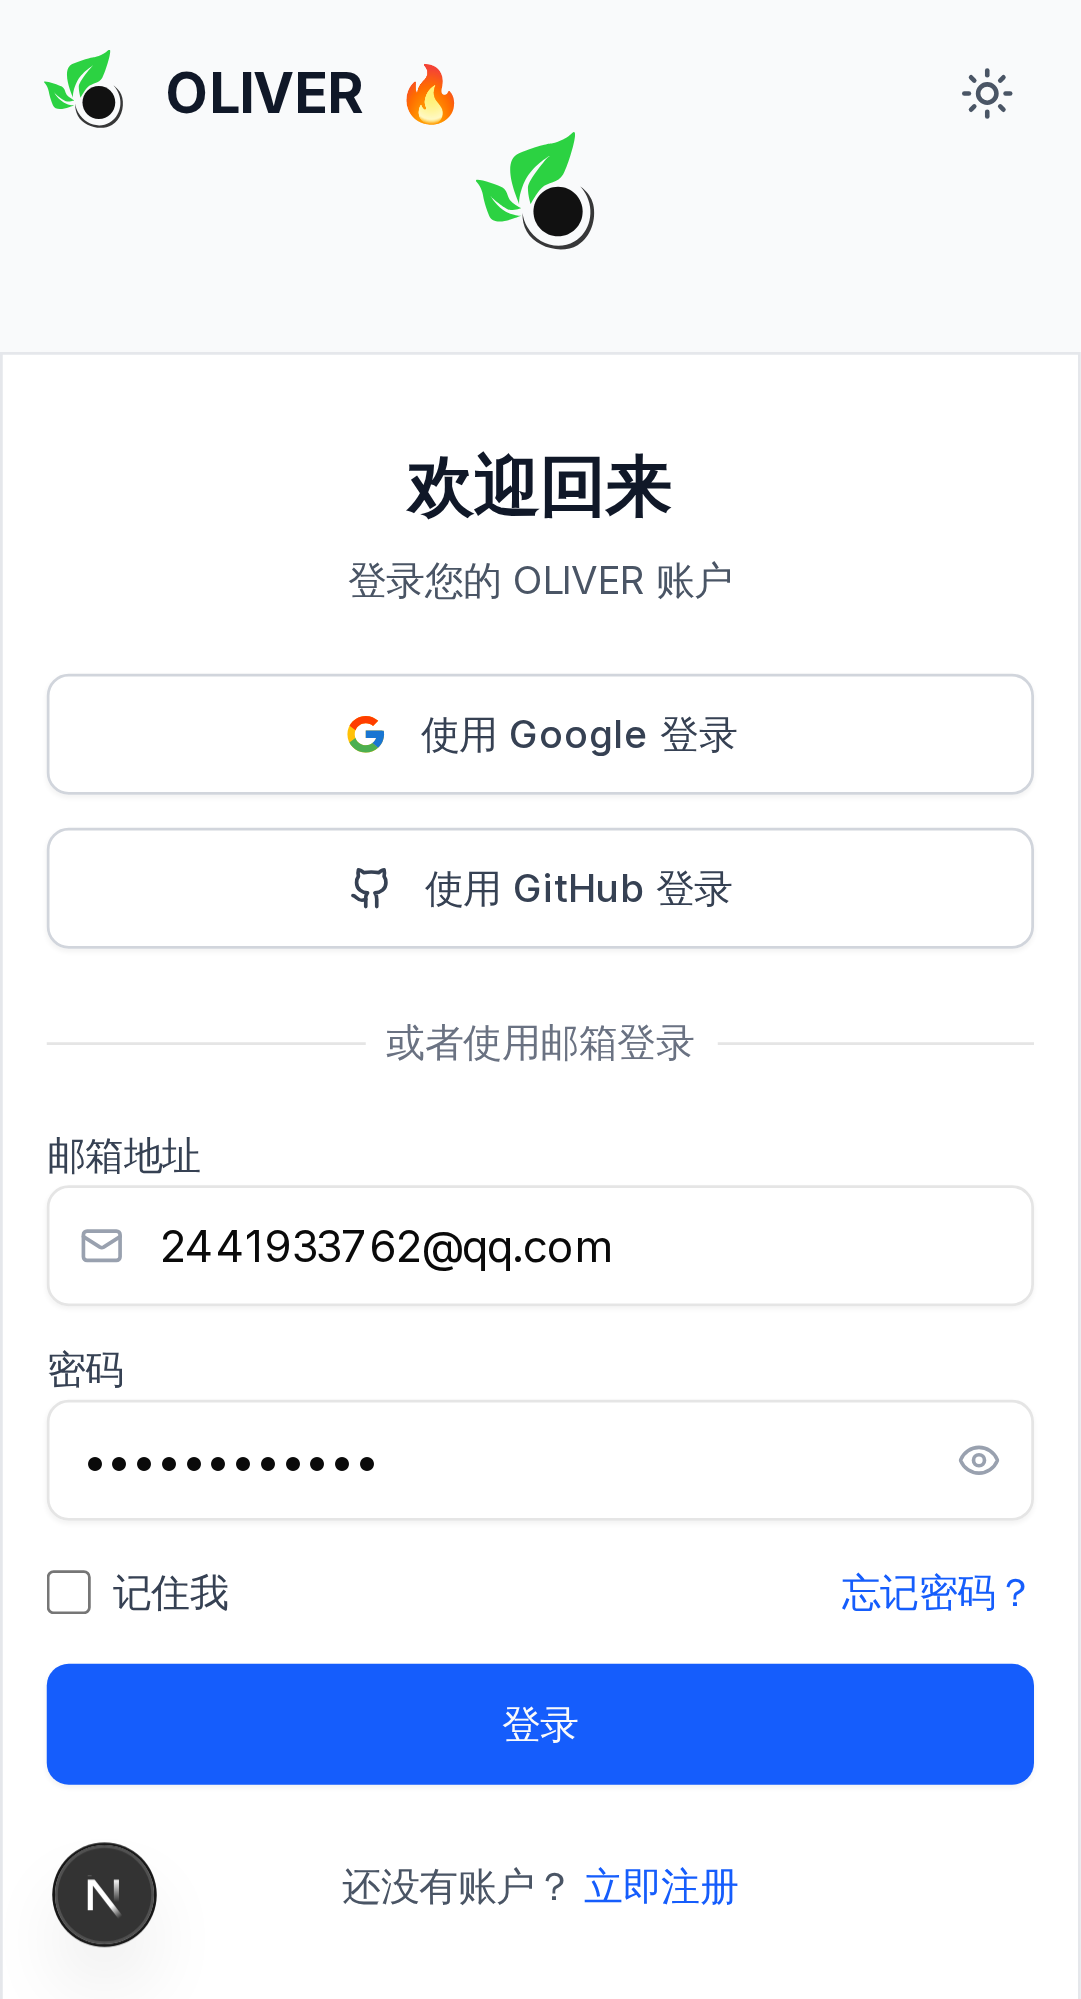 OLIVER 🔥
欢迎回来
登录您的 OLIVER 账户
使用 Google 登录
使用 GitHub 登录
或者使用邮箱登录
邮箱地址
2441933762@qq.com
密码
••••••••••••
记住我 忘记密码？
登录
N
还没有账户？ 立即注册